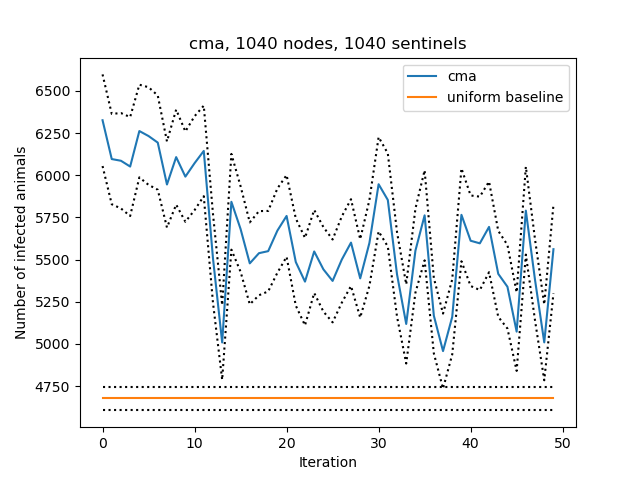 cma, 1040 nodes, 1040 sentinels
cma
uniform baseline
Number of infected animals
6500
6250
6000
5750
5500
5250
5000
4750
0 10 20 30 40 50
Iteration